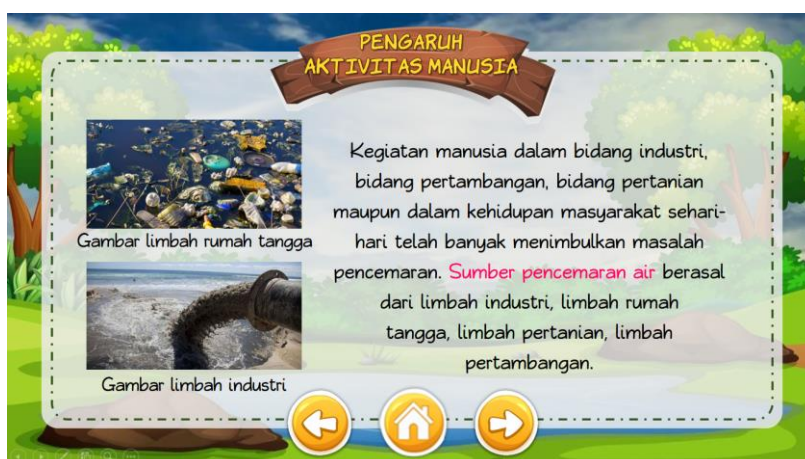 PENGARUH
AKTIVITAS MANUSIA
Gambar limbah rumah tangga
Gambar limbah industri
Kegiatan manusia dalam bidang industri,
bidang pertambangan, bidang pertanian
maupun dalam kehidupan masyarakat sehari-
hari telah banyak menimbulkan masalah
pencemaran. Sumber pencemaran air berasal
dari limbah industri, limbah rumah
tangga, limbah pertanian, limbah
pertambangan.